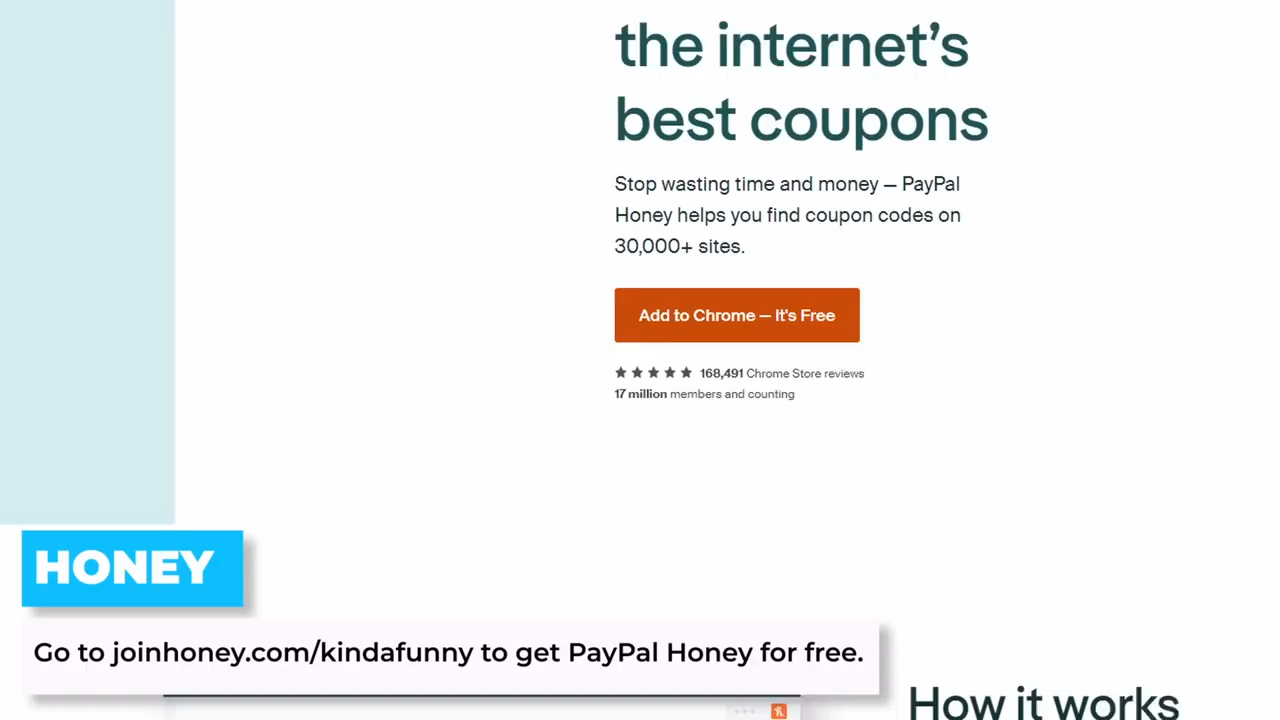 the internet’s
best coupons
Stop wasting time and money — PayPal
Honey helps you find coupon codes on
30,000+ sites.
Add to Chrome — It's Free
168,491 Chrome Store reviews
17 million members and counting
HONEY
Go to joinhoney.com/kindafunny to get PayPal Honey for free.
How it works